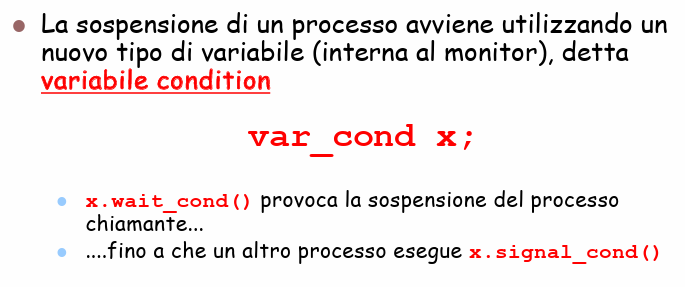 La sospensione di un processo avviene utilizzando un
nuovo tipo di variabile (interna al monitor), detta
variabile condition
var_cond x;
x.wait_cond() provoca la sospensione del processo
chiamante...
....fino a che un altro processo esegue x.signal_cond()